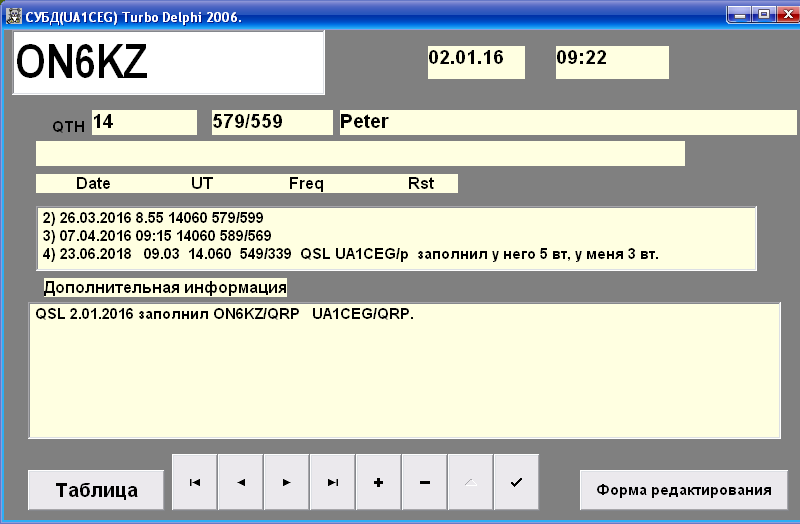 СУБД(UA1CEG) Turbo Delphi 2006.
ON6KZ 02.01.16 09:22
QTH 14 579/559 Peter
Date UT Freq Rst
2) 26.03.2016 8.55 14060 579/599
3) 07.04.2016 09:15 14060 589/569
4) 23.06.2018 09.03 14.060 549/339 QSL UA1CEG/p заполнил у него 5 вт, у меня 3 вт.
Дополнительная информация
QSL 2.01.2016 заполнил ON6KZ/QRP UA1CEG/QRP.
Таблица Форма редактирования